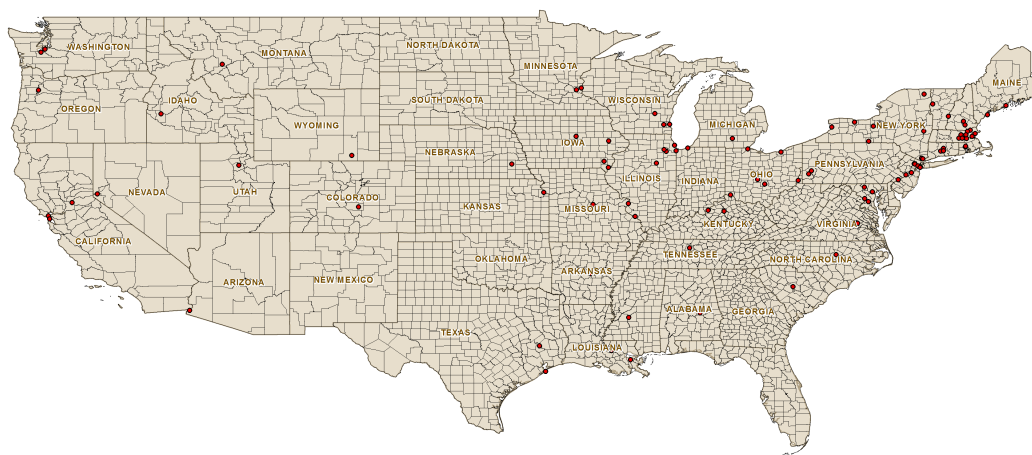 WASHINGTON
MONTANA
NORTH DAKOTA
MINNESOTA
MAINE
OREGON
IDAHO
SOUTH DAKOTA
WISCONSIN
MICHIGAN
NEW YORK
WYOMING
NEBRASKA
IOWA
PENNSYLVANIA
NEVADA
UTAH
COLORADO
KANSAS
MISSOURI
ILLINOIS
INDIANA
OHIO
CALIFORNIA
KENTUCKY
VIRGINIA
ARIZONA
NEW MEXICO
OKLAHOMA
ARKANSAS
TENNESSEE
NORTH CAROLINA
TEXAS
LOUISIANA
ALABAMA
GEORGIA